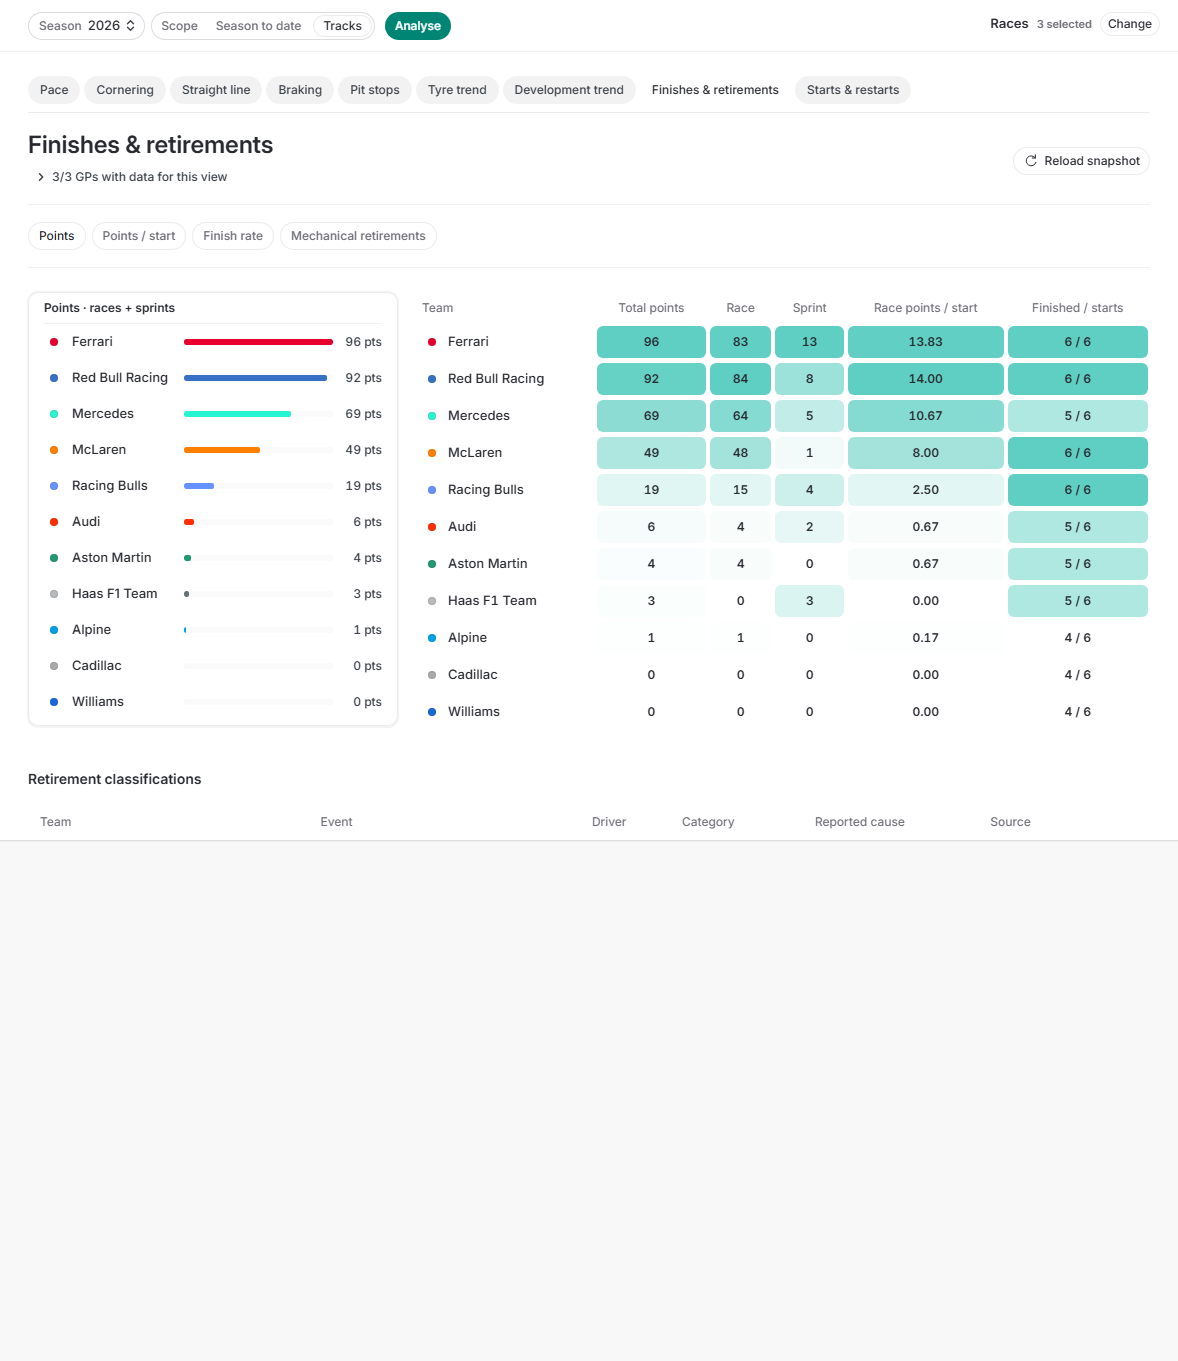 Season 2026 Scope Season to date Tracks Analyse Races 3 selected Change
Pace Cornering Straight line Braking Pit stops Tyre trend Development trend Finishes & retirements Starts & restarts
Finishes & retirements
3/3 GPs with data for this view
Reload snapshot
Points Points / start Finish rate Mechanical retirements
Points · races + sprints
Ferrari 96 pts
Red Bull Racing 92 pts
Mercedes 69 pts
McLaren 49 pts
Racing Bulls 19 pts
Audi 6 pts
Aston Martin 4 pts
Haas F1 Team 3 pts
Alpine 1 pts
Cadillac 0 pts
Williams 0 pts
Team Total points Race Sprint Race points / start Finished / starts
Ferrari 96 83 13 13.83 6 / 6
Red Bull Racing 92 84 8 14.00 6 / 6
Mercedes 69 64 5 10.67 5 / 6
McLaren 49 48 1 8.00 6 / 6
Racing Bulls 19 15 4 2.50 6 / 6
Audi 6 4 2 0.67 5 / 6
Aston Martin 4 4 0 0.67 5 / 6
Haas F1 Team 3 0 3 0.00 5 / 6
Alpine 1 1 0 0.17 4 / 6
Cadillac 0 0 0 0.00 4 / 6
Williams 0 0 0 0.00 4 / 6
Retirement classifications
Team Event Driver Category Reported cause Source